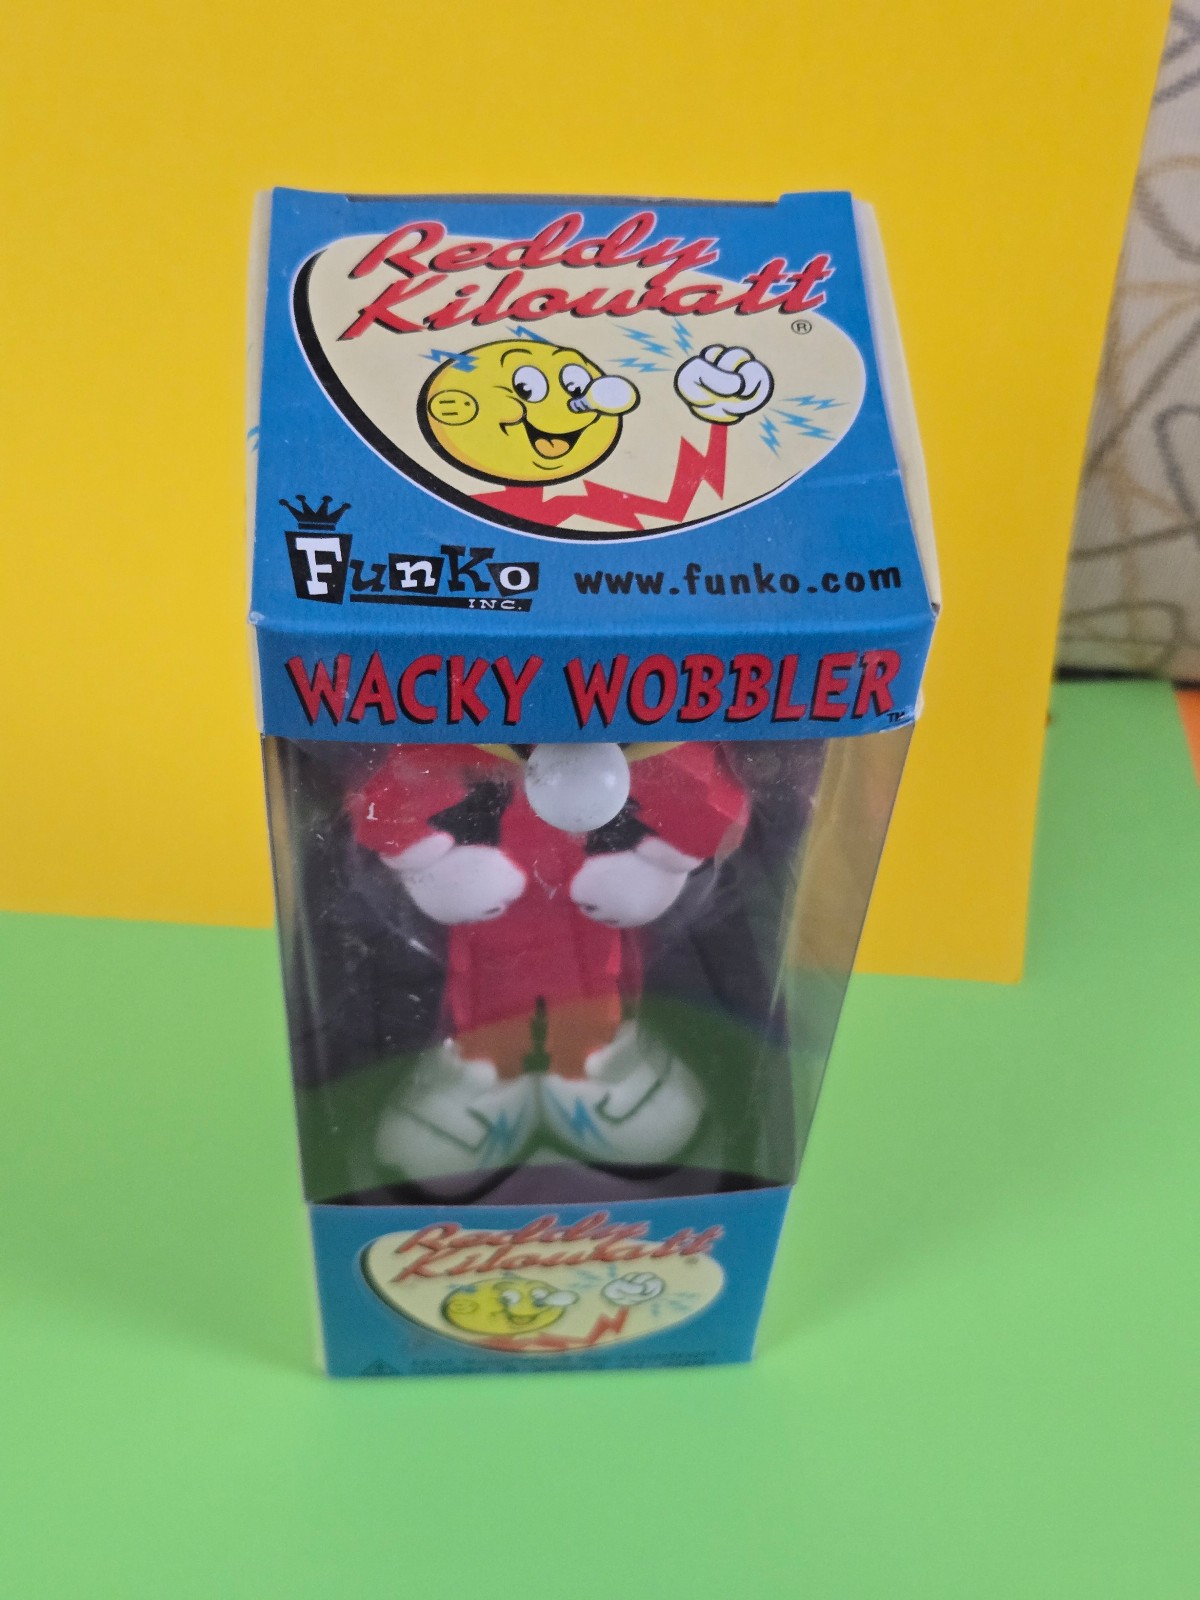 Reddy
Kilowatt
®
Funko
INC.
www.funko.com
WACKY WOBBLER
TM
Reddy
Kilowatt
®